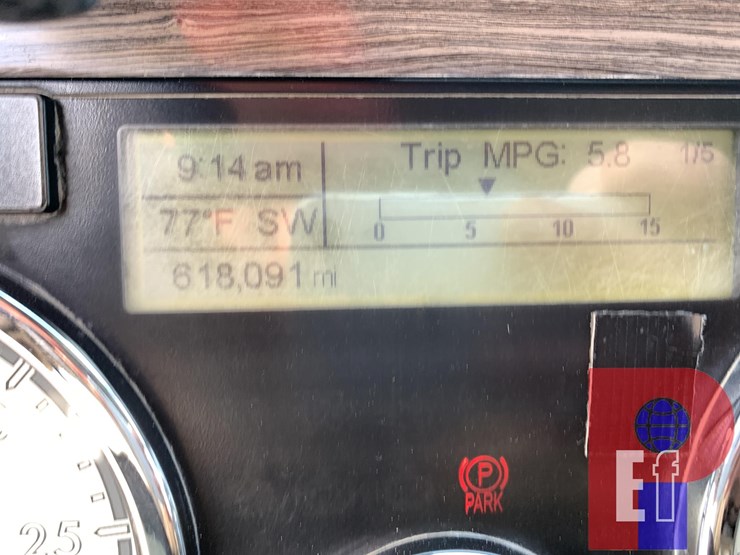 9:14 am
Trip MPG: 5.8 1/5
77°F SW
0 5 10 15
618,091 mi
P
PARK
25
PEf